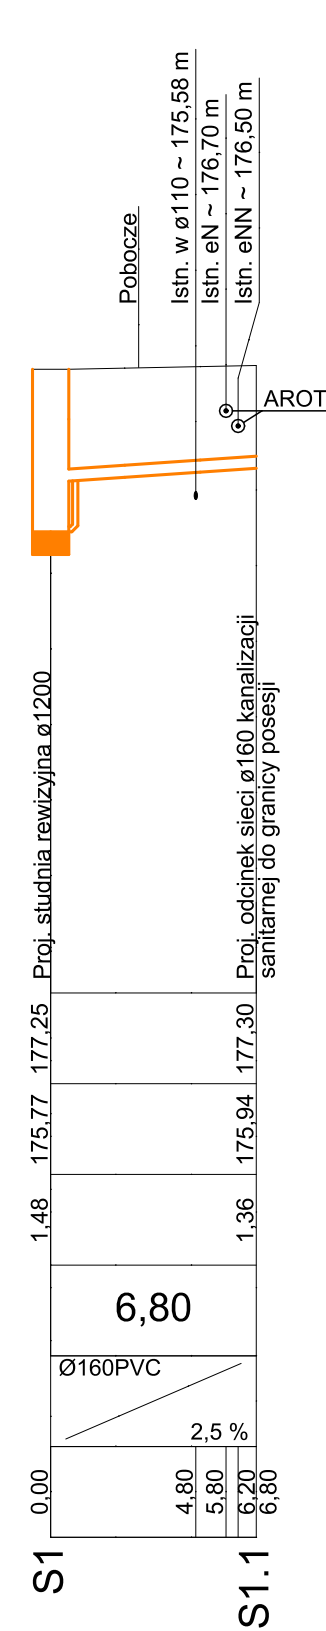 Pobocze
Istn. w ø110 ~ 175,58 m
Istn. eN ~ 176,70 m
Istn. eNN ~ 176,50 m
AROT
Proj. studnia rewizyjna ø1200
Proj. odcinek sieci ø160 kanalizacji
sanitarnej do granicy posesji
177,25 177,30
175,77 175,94
1,48 1,36
6,80
Ø160PVC
2,5 %
0,00 4,80 5,80 6,20 6,80
S1 S1.1